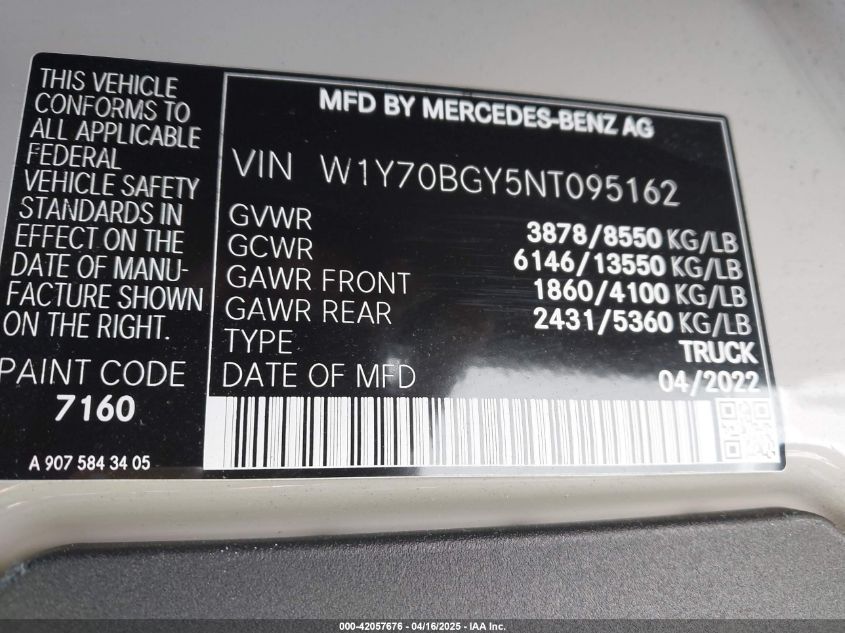 THIS VEHICLE
CONFORMS TO
ALL APPLICABLE
FEDERAL
VEHICLE SAFETY
STANDARDS IN
EFFECT ON THE
DATE OF MANU-
FACTURE SHOWN
ON THE RIGHT.
PAINT CODE
7160
A 907 584 34 05
MFD BY MERCEDES-BENZ AG
VIN W1Y70BGY5NT095162
GVWR 3878/8550 KG/LB
GCWR 6146/13550 KG/LB
GAWR FRONT 1860/4100 KG/LB
GAWR REAR 2431/5360 KG/LB
TYPE TRUCK
DATE OF MFD 04/2022
000-42057676 - 04/16/2025 - IAA Inc.